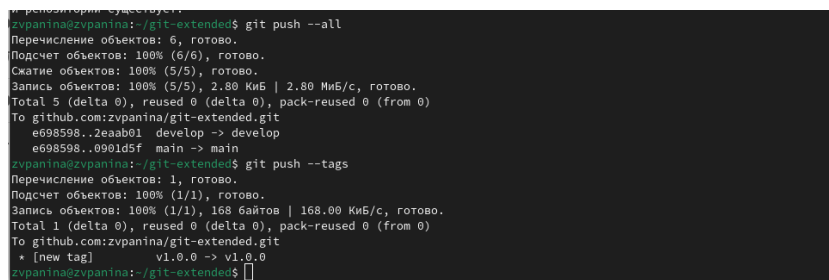 и репозитории существует.
zvpanina@zvpanina:~/git-extended$ git push --all
Перечисление объектов: 6, готово.
Подсчет объектов: 100% (6/6), готово.
Сжатие объектов: 100% (5/5), готово.
Запись объектов: 100% (5/5), 2.80 КиБ | 2.80 МиБ/с, готово.
Total 5 (delta 0), reused 0 (delta 0), pack-reused 0 (from 0)
To github.com:zvpanina/git-extended.git
   e698598..2eaab01  develop -> develop
   e698598..0901d5f  main -> main
zvpanina@zvpanina:~/git-extended$ git push --tags
Перечисление объектов: 1, готово.
Подсчет объектов: 100% (1/1), готово.
Запись объектов: 100% (1/1), 168 байтов | 168.00 КиБ/с, готово.
Total 1 (delta 0), reused 0 (delta 0), pack-reused 0 (from 0)
To github.com:zvpanina/git-extended.git
 * [new tag]         v1.0.0 -> v1.0.0
zvpanina@zvpanina:~/git-extended$